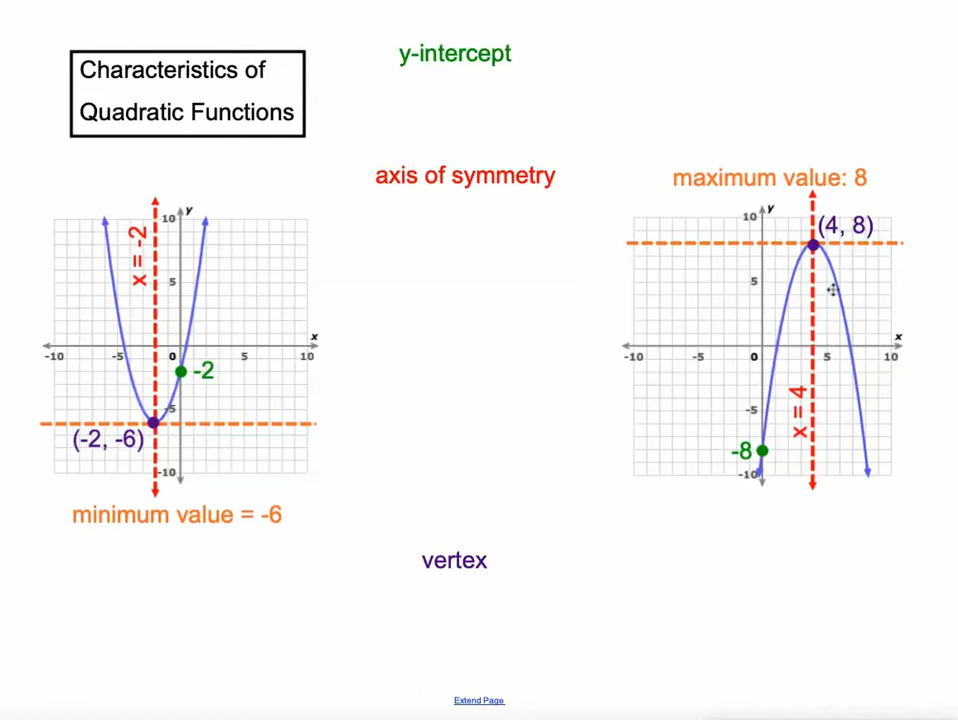 y-intercept
Characteristics of
Quadratic Functions
axis of symmetry
maximum value: 8
x = -2
10
y
5
x
-10
-5
0
5
10
-2
-5
(-2, -6)
-10
minimum value = -6
10
y
(4, 8)
5
x
-10
-5
0
5
10
-5
x = 4
-8
-10
vertex
Extend Page